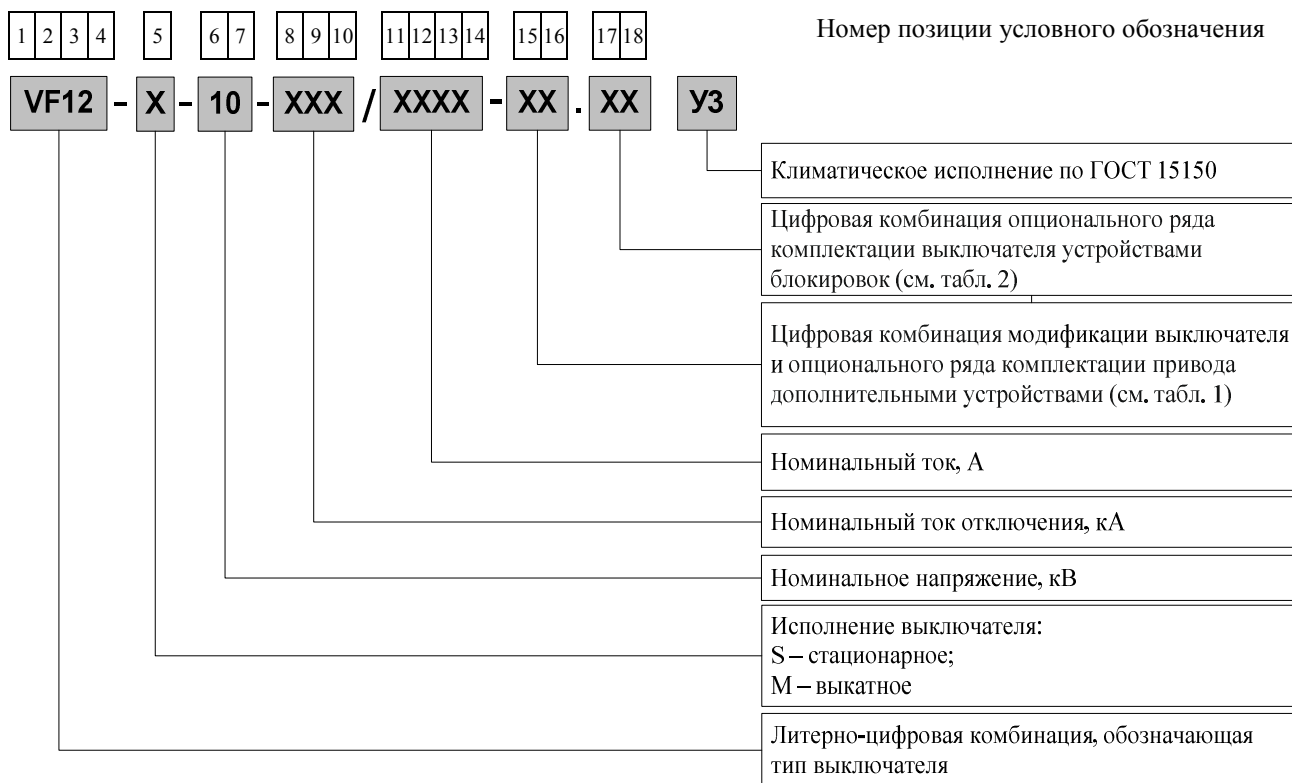 1 2 3 4 5 6 7 8 9 10 11 12 13 14 15 16 17 18
Номер позиции условного обозначения
VF12 - X - 10 - XXX / XXXX - XX . XX У3
Климатическое исполнение по ГОСТ 15150
Цифровая комбинация опционального ряда
комплектации выключателя устройствами
блокировок (см. табл. 2)
Цифровая комбинация модификации выключателя
и опционального ряда комплектации привода
дополнительными устройствами (см. табл. 1)
Номинальный ток, А
Номинальный ток отключения, кА
Номинальное напряжение, кВ
Исполнение выключателя:
S – стационарное;
M – выкатное
Литерно-цифровая комбинация, обозначающая
тип выключателя